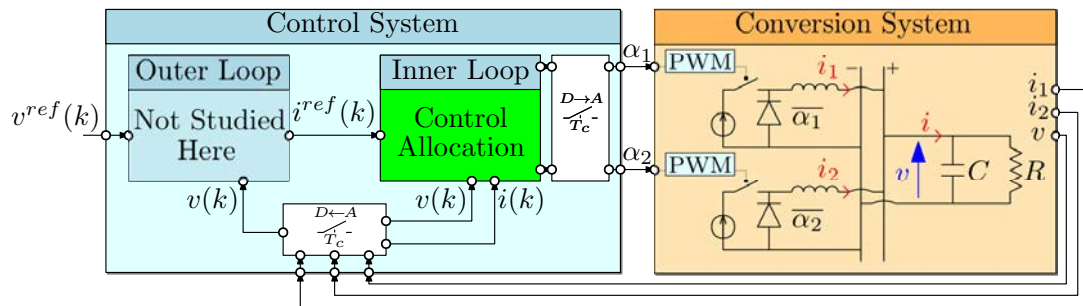 Control System
Conversion System
Outer Loop
Not Studied
Here
Inner Loop
Control
Allocation
v^{ref}(k)
i^{ref}(k)
D→A
T_c
α_1
α_2
PWM
PWM
i_1
i_2
\overline{α_1}
\overline{α_2}
−
+
i
v
C
R
i_1
i_2
v
v(k)
v(k)
i(k)
D←A
T_c